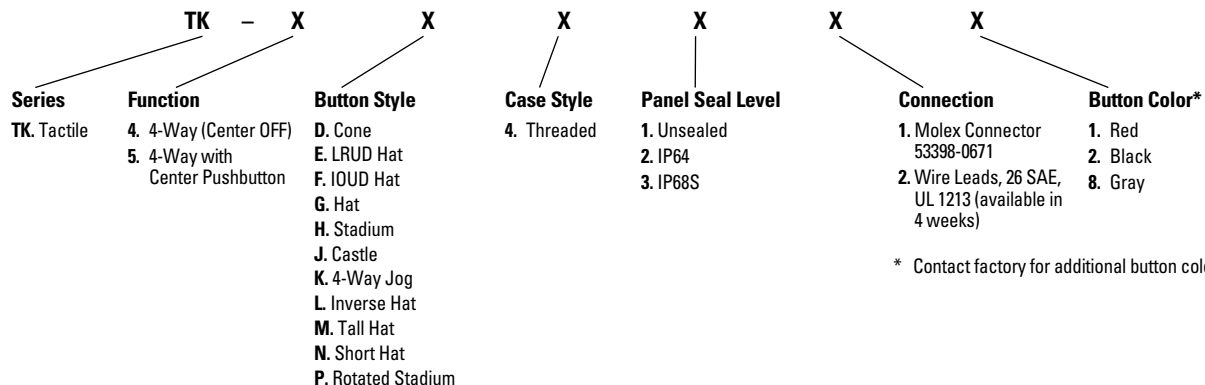 TK – X X X X X X
Series
TK. Tactile
Function
4. 4-Way (Center OFF)
5. 4-Way with
Center Pushbutton
Button Style
D. Cone
E. LRUD Hat
F. IOUD Hat
G. Hat
H. Stadium
J. Castle
K. 4-Way Jog
L. Inverse Hat
M. Tall Hat
N. Short Hat
P. Rotated Stadium
Case Style
4. Threaded
Panel Seal Level
1. Unsealed
2. IP64
3. IP68S
Connection
1. Molex Connector
53398-0671
2. Wire Leads, 26 SAE,
UL 1213 (available in
4 weeks)
Button Color*
1. Red
2. Black
8. Gray
* Contact factory for additional button